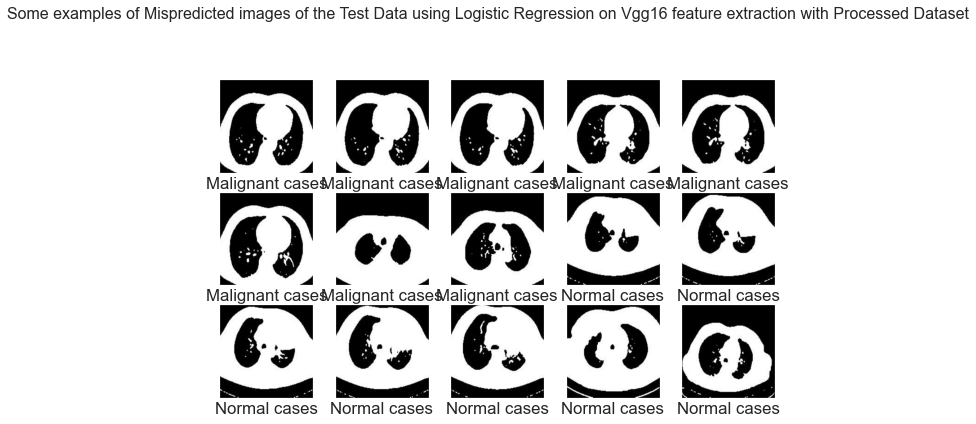 Some examples of Mispredicted images of the Test Data using Logistic Regression on Vgg16 feature extraction with Processed Dataset
Malignant cases Malignant cases Malignant cases Malignant cases Malignant cases
Malignant cases Malignant cases Malignant cases Normal cases Normal cases
Normal cases Normal cases Normal cases Normal cases Normal cases